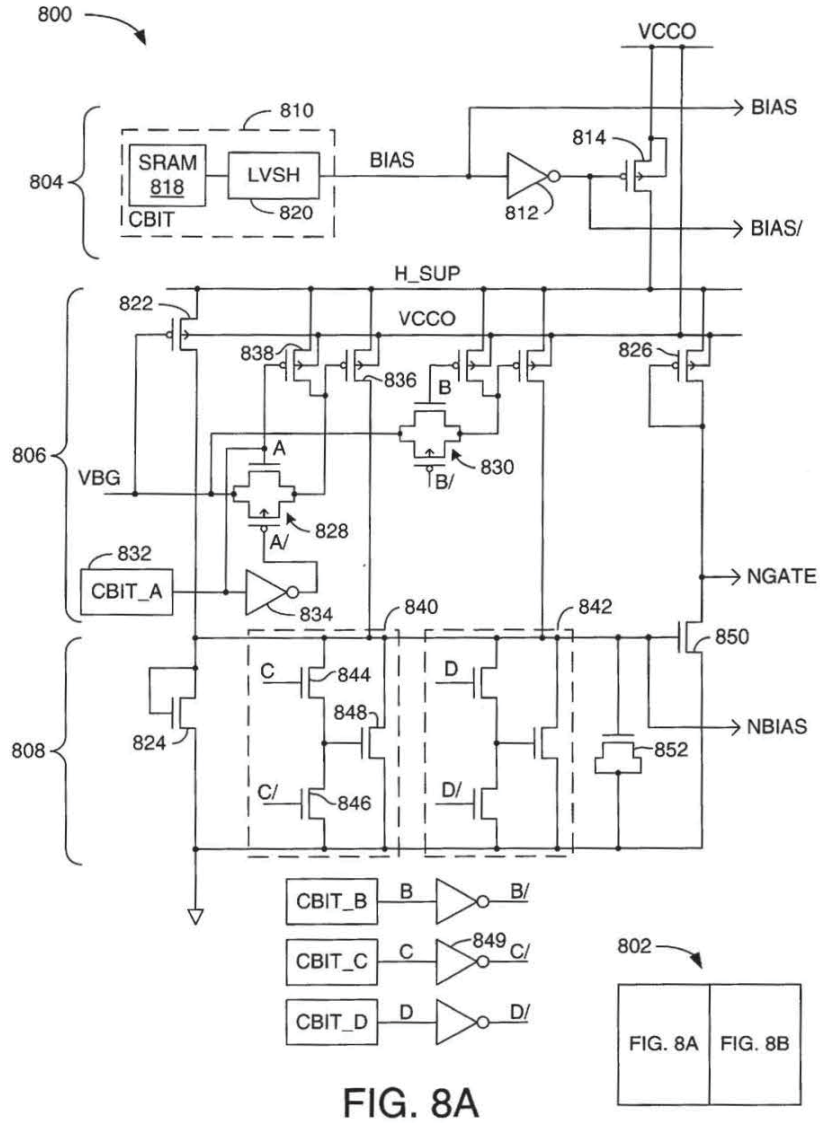 800
VCCO
810
BIAS
804
SRAM
818
LVSH
820
CBIT
BIAS
812
814
BIAS/
H_SUP
822
VCCO
838
836
826
B
806
A
830
B/
VBG
828
A/
832
CBIT_A
834
NGATE
840
842
850
C
844
D
848
808
824
852
NBIAS
C/
846
D/
CBIT_B
B
B/
CBIT_C
C
849
C/
CBIT_D
D
D/
802
FIG. 8A
FIG. 8B
FIG. 8A